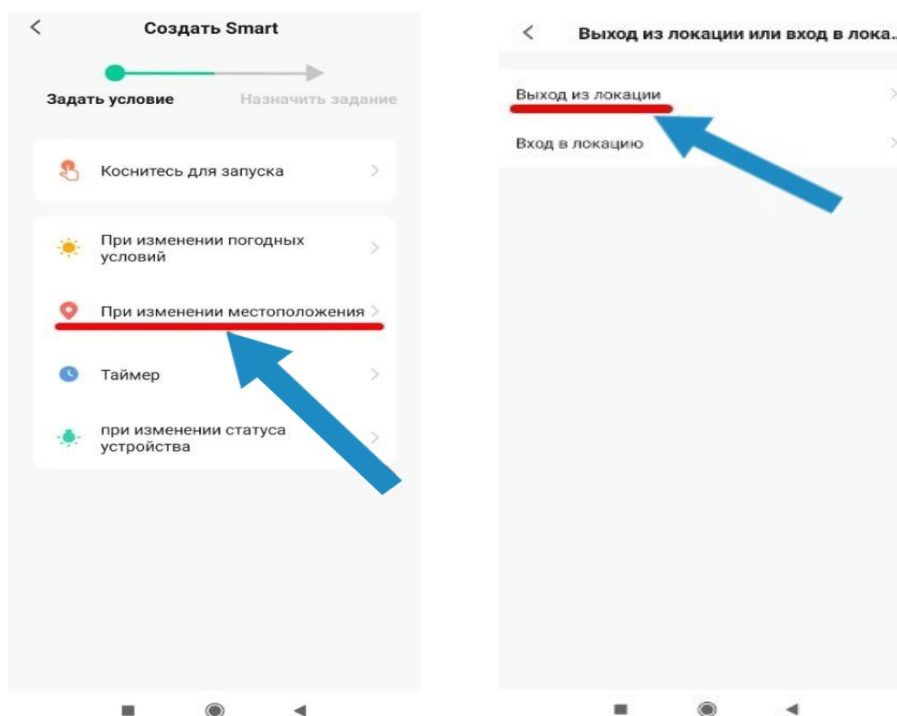 Создать Smart
Задать условие
Назначить задание
Коснитесь для запуска
При изменении погодных
условий
При изменении местоположения
Таймер
при изменении статуса
устройства
Выход из локации или вход в лока..
Выход из локации
Вход в локацию